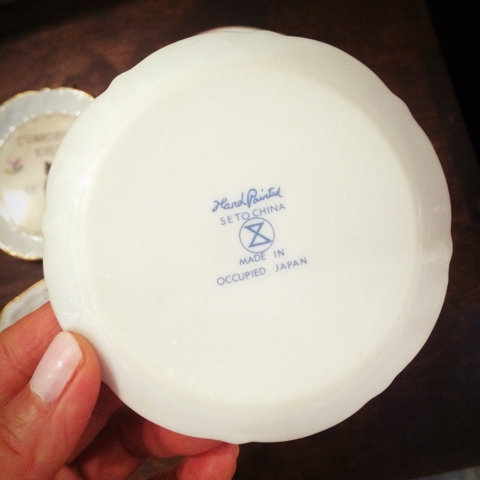 Hand Painted
SETO CHINA
MADE IN
OCCUPIED JAPAN